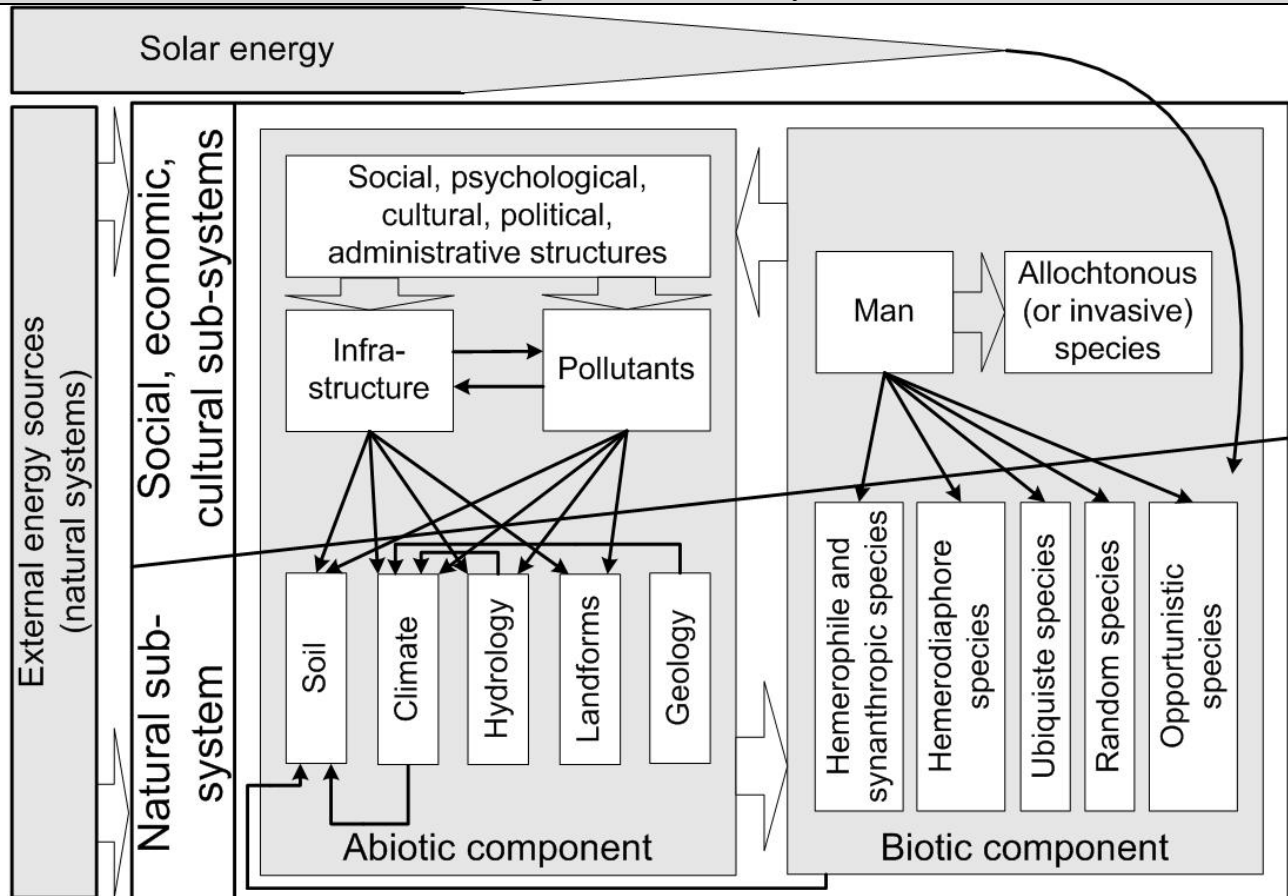 Solar energy
External energy sources
(natural systems)
Social, economic,
cultural sub-systems
Natural sub-
system
Social, psychological,
cultural, political,
administrative structures
Infra-
structure
Pollutants
Soil
Climate
Hydrology
Landforms
Geology
Abiotic component
Man
Allochtonous
(or invasive)
species
Hemerophile and
synanthropic species
Hemerodiaphore
species
Ubiquiste species
Random species
Opportunistic
species
Biotic component